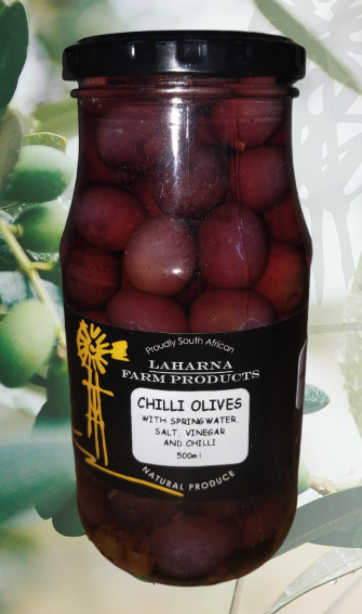 Proudly South African
LAHARNA
FARM PRODUCTS
CHILLI OLIVES
WITH SPRINGWATER,
SALT, VINEGAR
AND CHILLI
500ml
NATURAL PRODUCE